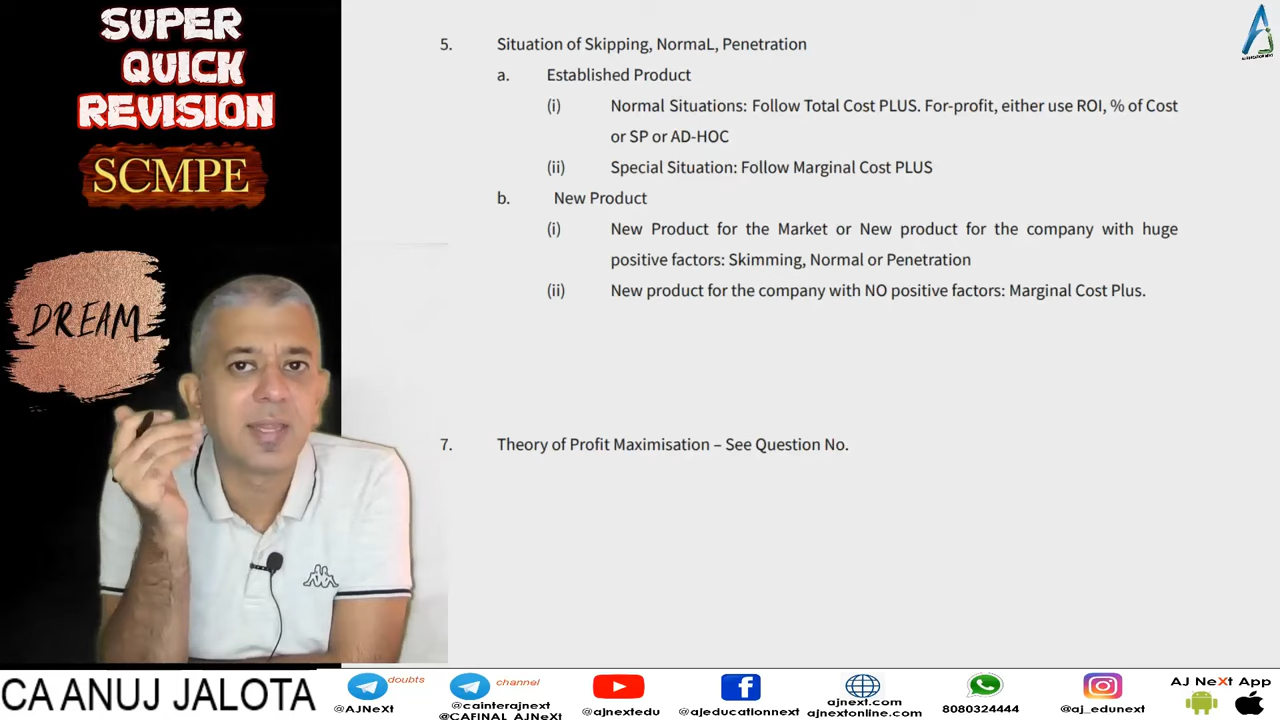 SUPER
QUICK
REVISION
SCMPE
DREAM
5. Situation of Skipping, NormaL, Penetration
a. Established Product
(i) Normal Situations: Follow Total Cost PLUS. For-profit, either use ROI, % of Cost
or SP or AD-HOC
(ii) Special Situation: Follow Marginal Cost PLUS
b. New Product
(i) New Product for the Market or New product for the company with huge
positive factors: Skimming, Normal or Penetration
(ii) New product for the company with NO positive factors: Marginal Cost Plus.
7. Theory of Profit Maximisation – See Question No.
CA ANUJ JALOTA
doubts
@AJNeXt
channel
@cainterajnext
@CAFINAL_AJNeXt
@ajnextedu
@ajeducationnext
ajnext.com
ajnextonline.com
8080324444
@aj_edunext
AJ NeXt App